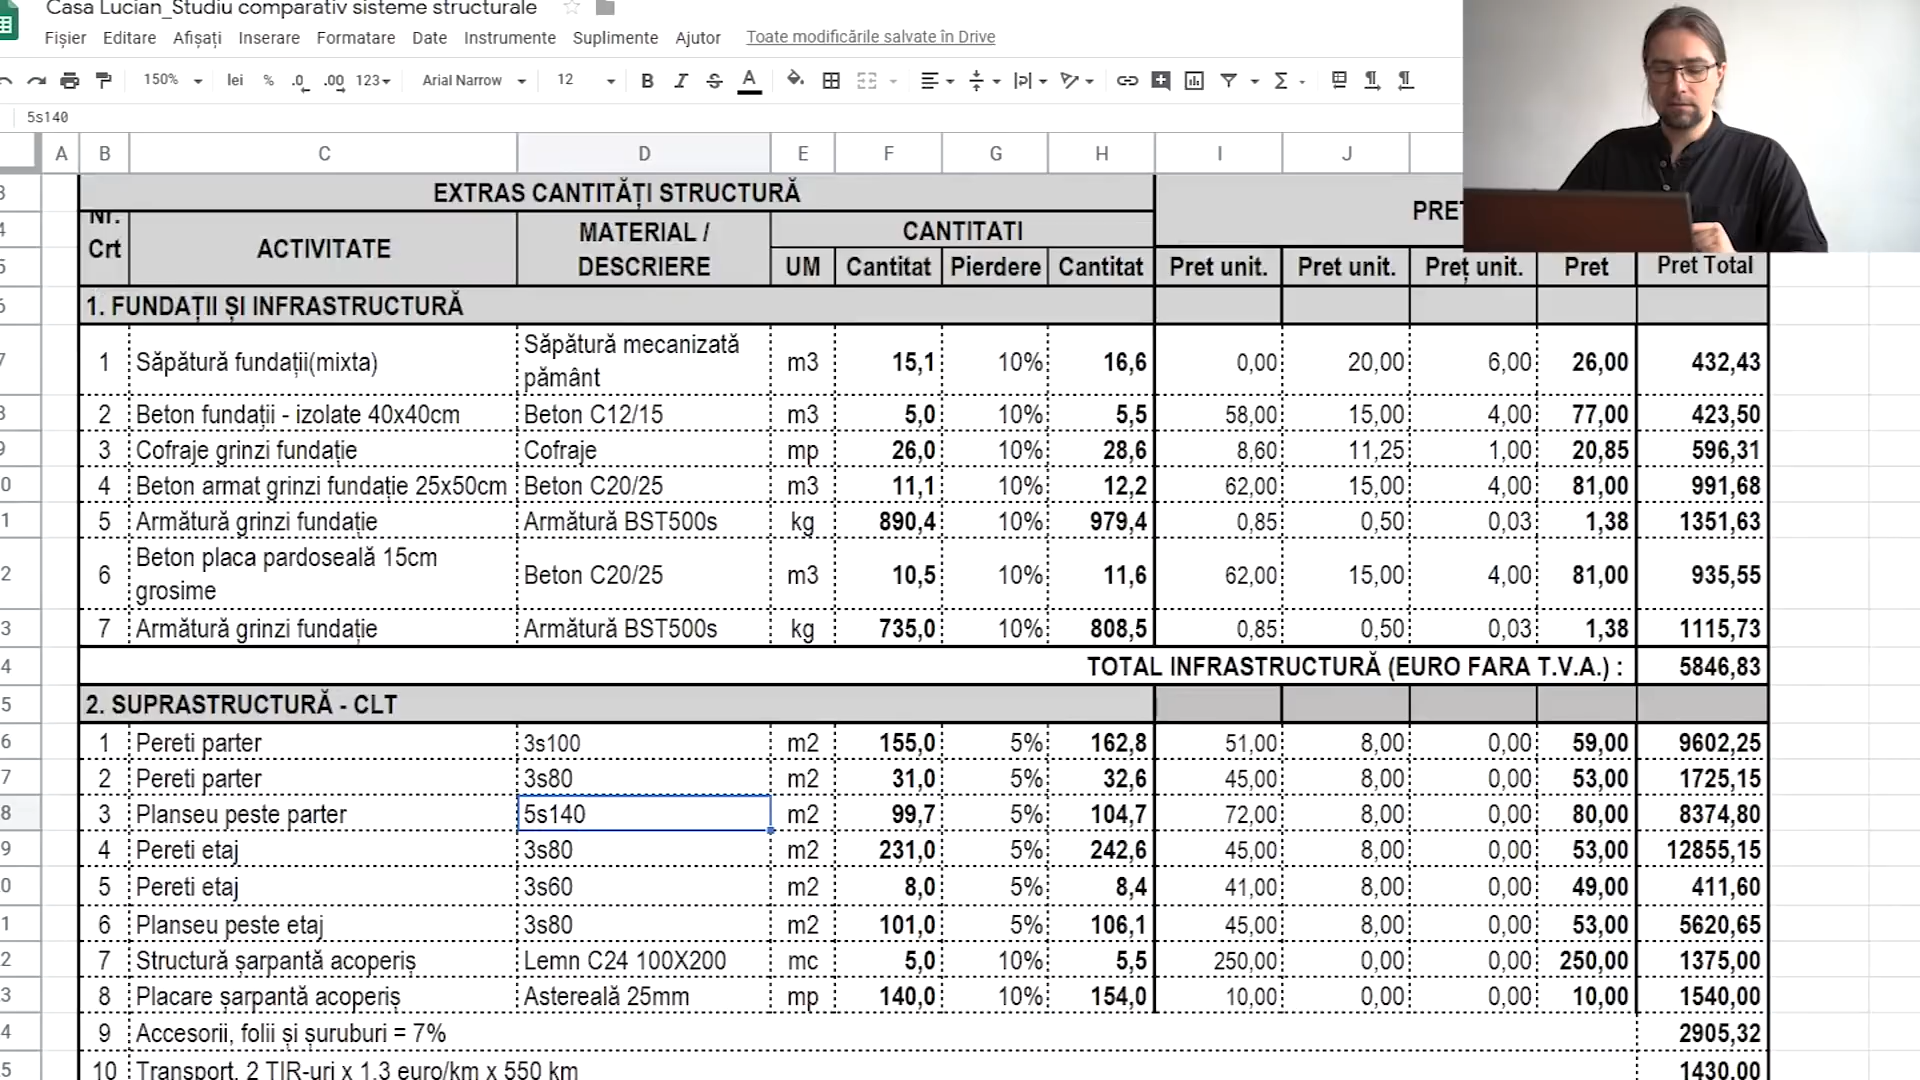 Casa Lucian_Studiu comparativ sisteme structurale
Fișier Editare Afișați Inserare Formatare Date Instrumente Suplimente Ajutor Toate modificările salvate în Drive
150% lei % .0 .00 123 Arial Narrow 12 B I S A
5s140
A B C D E F G H I J
EXTRAS CANTITĂȚI STRUCTURĂ
Nr. Crt ACTIVITATE MATERIAL / DESCRIERE CANTITATI
UM Cantitat Pierdere Cantitat Pret unit. Pret unit. Preț unit. Pret Pret Total
1. FUNDAȚII ȘI INFRASTRUCTURĂ
1 Săpătură fundații(mixta) Săpătură mecanizată pământ m3 15,1 10% 16,6 0,00 20,00 6,00 26,00 432,43
2 Beton fundații - izolate 40x40cm Beton C12/15 m3 5,0 10% 5,5 58,00 15,00 4,00 77,00 423,50
3 Cofraje grinzi fundație Cofraje mp 26,0 10% 28,6 8,60 11,25 1,00 20,85 596,31
4 Beton armat grinzi fundație 25x50cm Beton C20/25 m3 11,1 10% 12,2 62,00 15,00 4,00 81,00 991,68
5 Armătură grinzi fundație Armătură BST500s kg 890,4 10% 979,4 0,85 0,50 0,03 1,38 1351,63
6 Beton placa pardoseală 15cm grosime Beton C20/25 m3 10,5 10% 11,6 62,00 15,00 4,00 81,00 935,55
7 Armătură grinzi fundație Armătură BST500s kg 735,0 10% 808,5 0,85 0,50 0,03 1,38 1115,73
TOTAL INFRASTRUCTURĂ (EURO FARA T.V.A.) : 5846,83
2. SUPRASTRUCTURĂ - CLT
1 Pereti parter 3s100 m2 155,0 5% 162,8 51,00 8,00 0,00 59,00 9602,25
2 Pereti parter 3s80 m2 31,0 5% 32,6 45,00 8,00 0,00 53,00 1725,15
3 Planseu peste parter 5s140 m2 99,7 5% 104,7 72,00 8,00 0,00 80,00 8374,80
4 Pereti etaj 3s80 m2 231,0 5% 242,6 45,00 8,00 0,00 53,00 12855,15
5 Pereti etaj 3s60 m2 8,0 5% 8,4 41,00 8,00 0,00 49,00 411,60
6 Planseu peste etaj 3s80 m2 101,0 5% 106,1 45,00 8,00 0,00 53,00 5620,65
7 Structură șarpantă acoperiș Lemn C24 100X200 mc 5,0 10% 5,5 250,00 0,00 0,00 250,00 1375,00
8 Placare șarpantă acoperiș Astereală 25mm mp 140,0 10% 154,0 10,00 0,00 0,00 10,00 1540,00
9 Accesorii, folii și șuruburi = 7% 2905,32
10 Transport, 2 TIR-uri x 1.3 euro/km x 550 km 1430,00